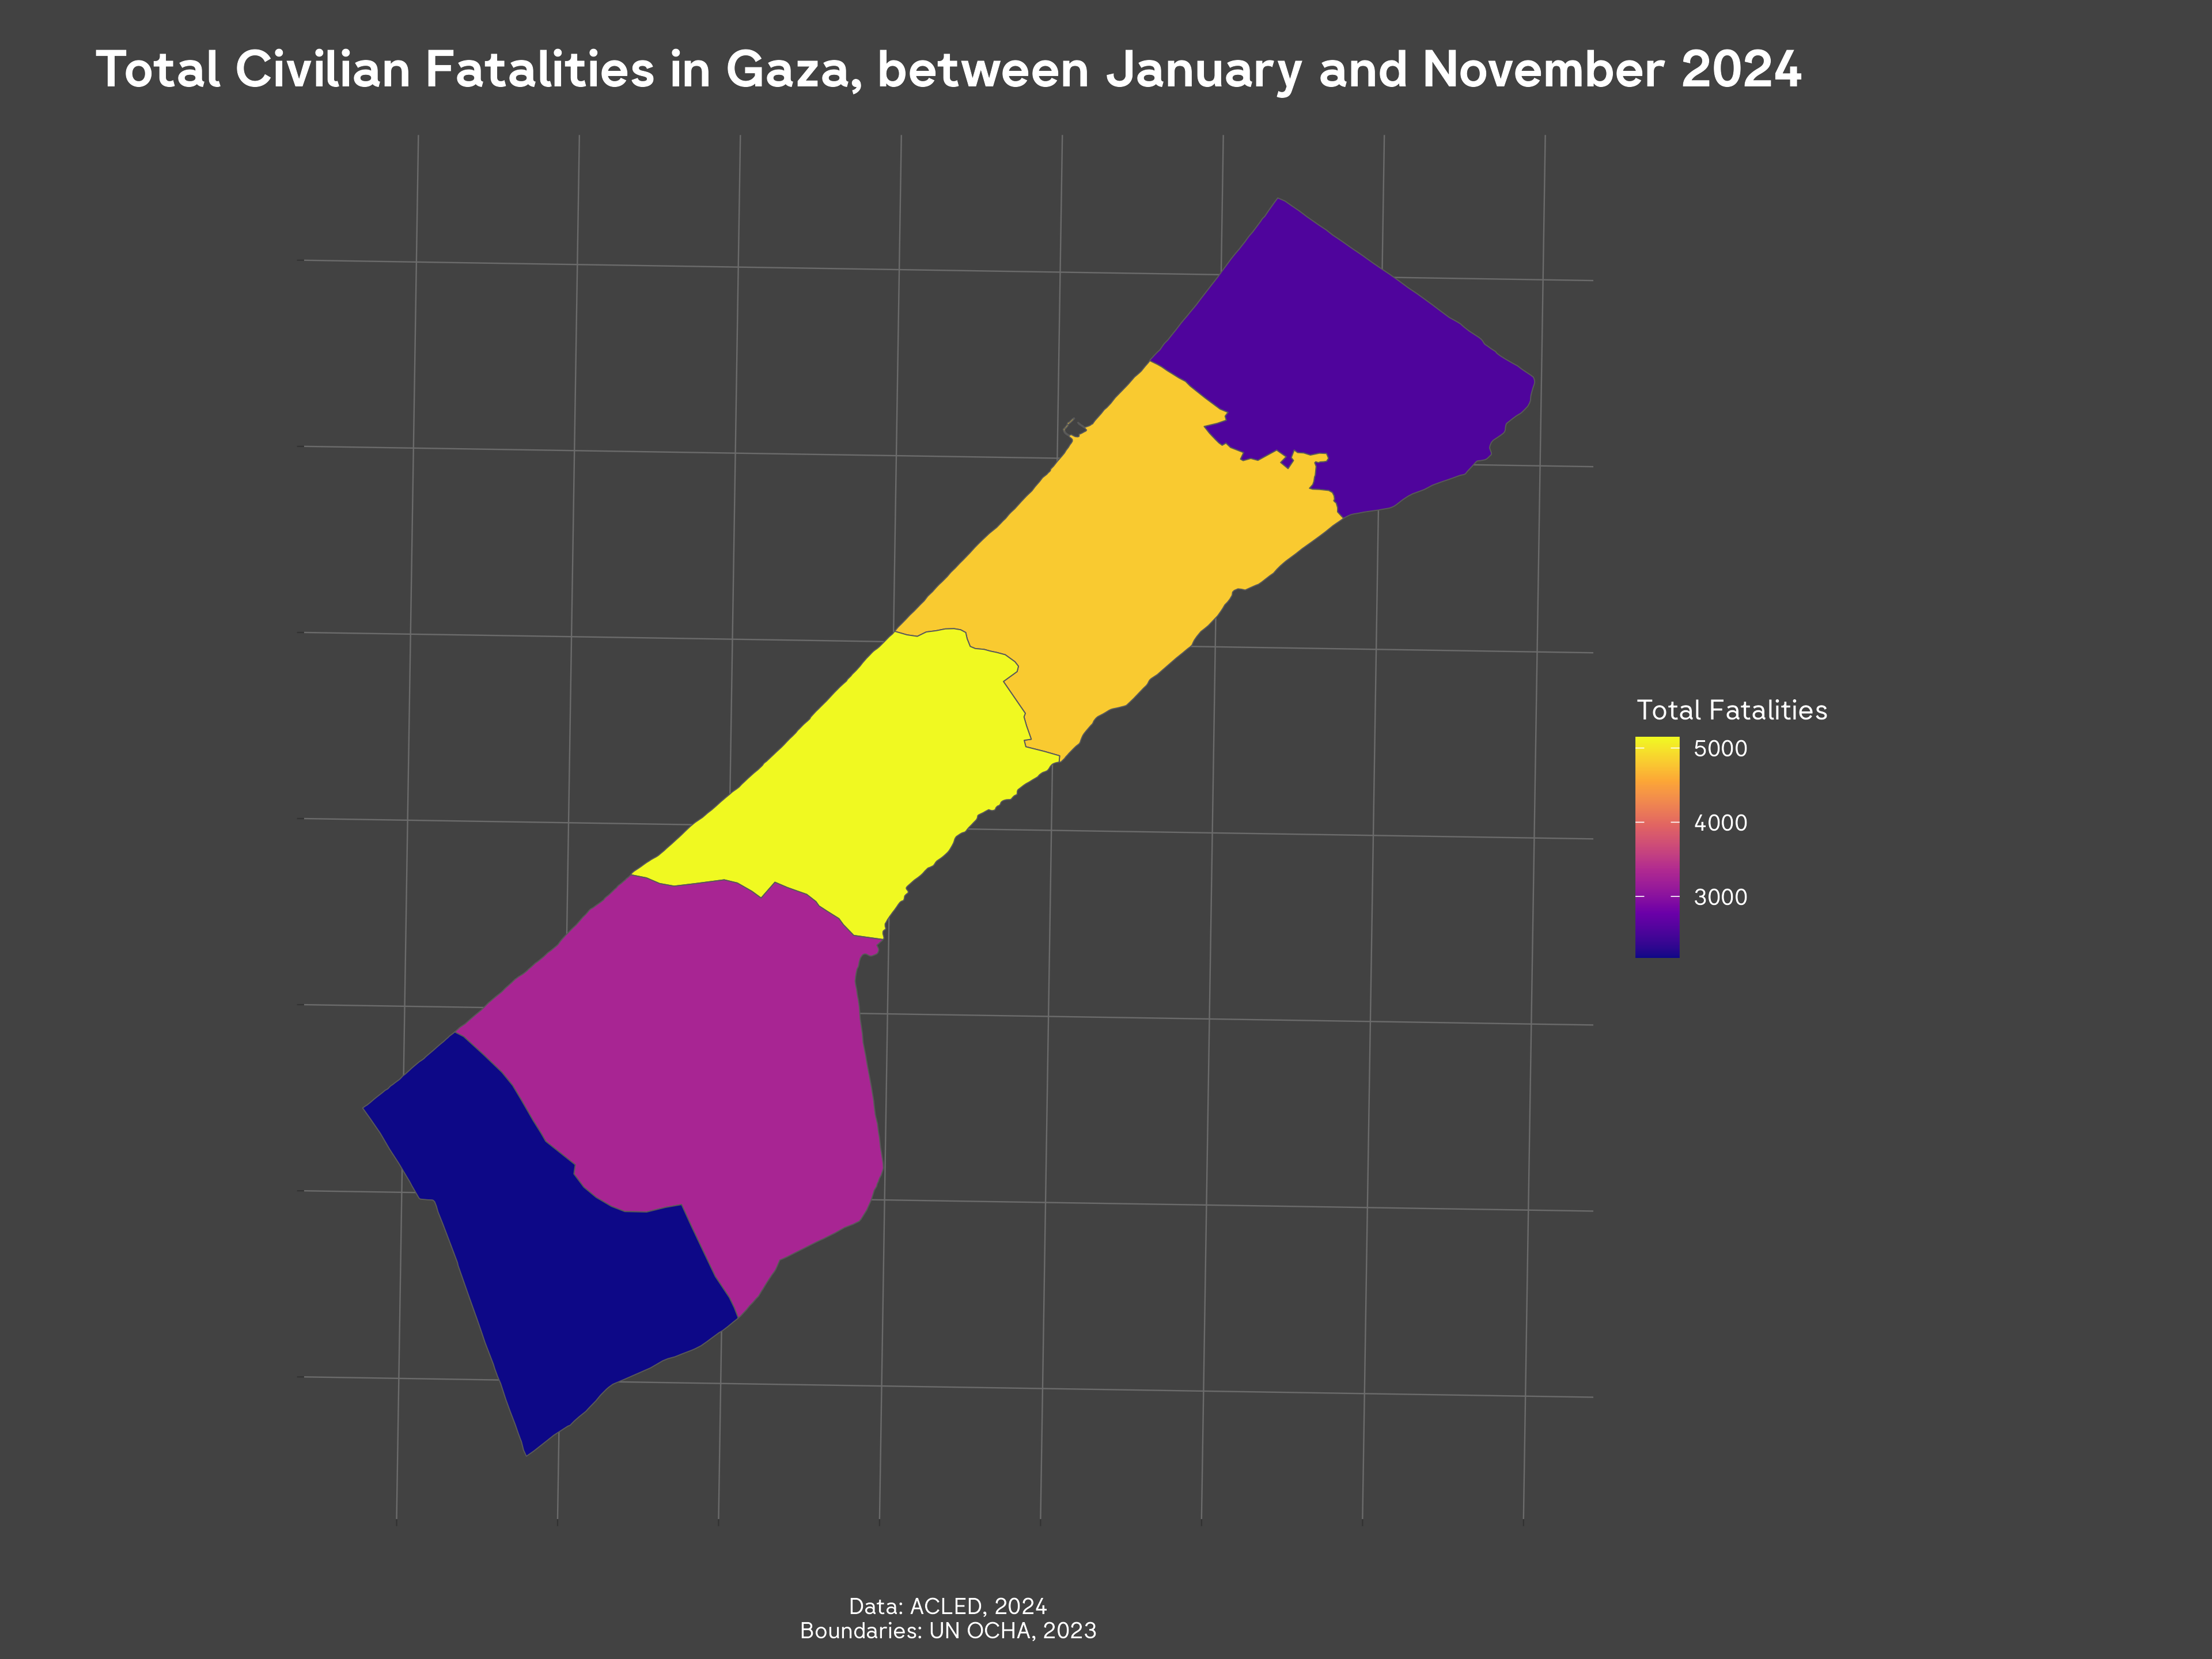 Total Civilian Fatalities in Gaza, between January and November 2024
Total Fatalities
5000
4000
3000
Data: ACLED, 2024
Boundaries: UN OCHA, 2023